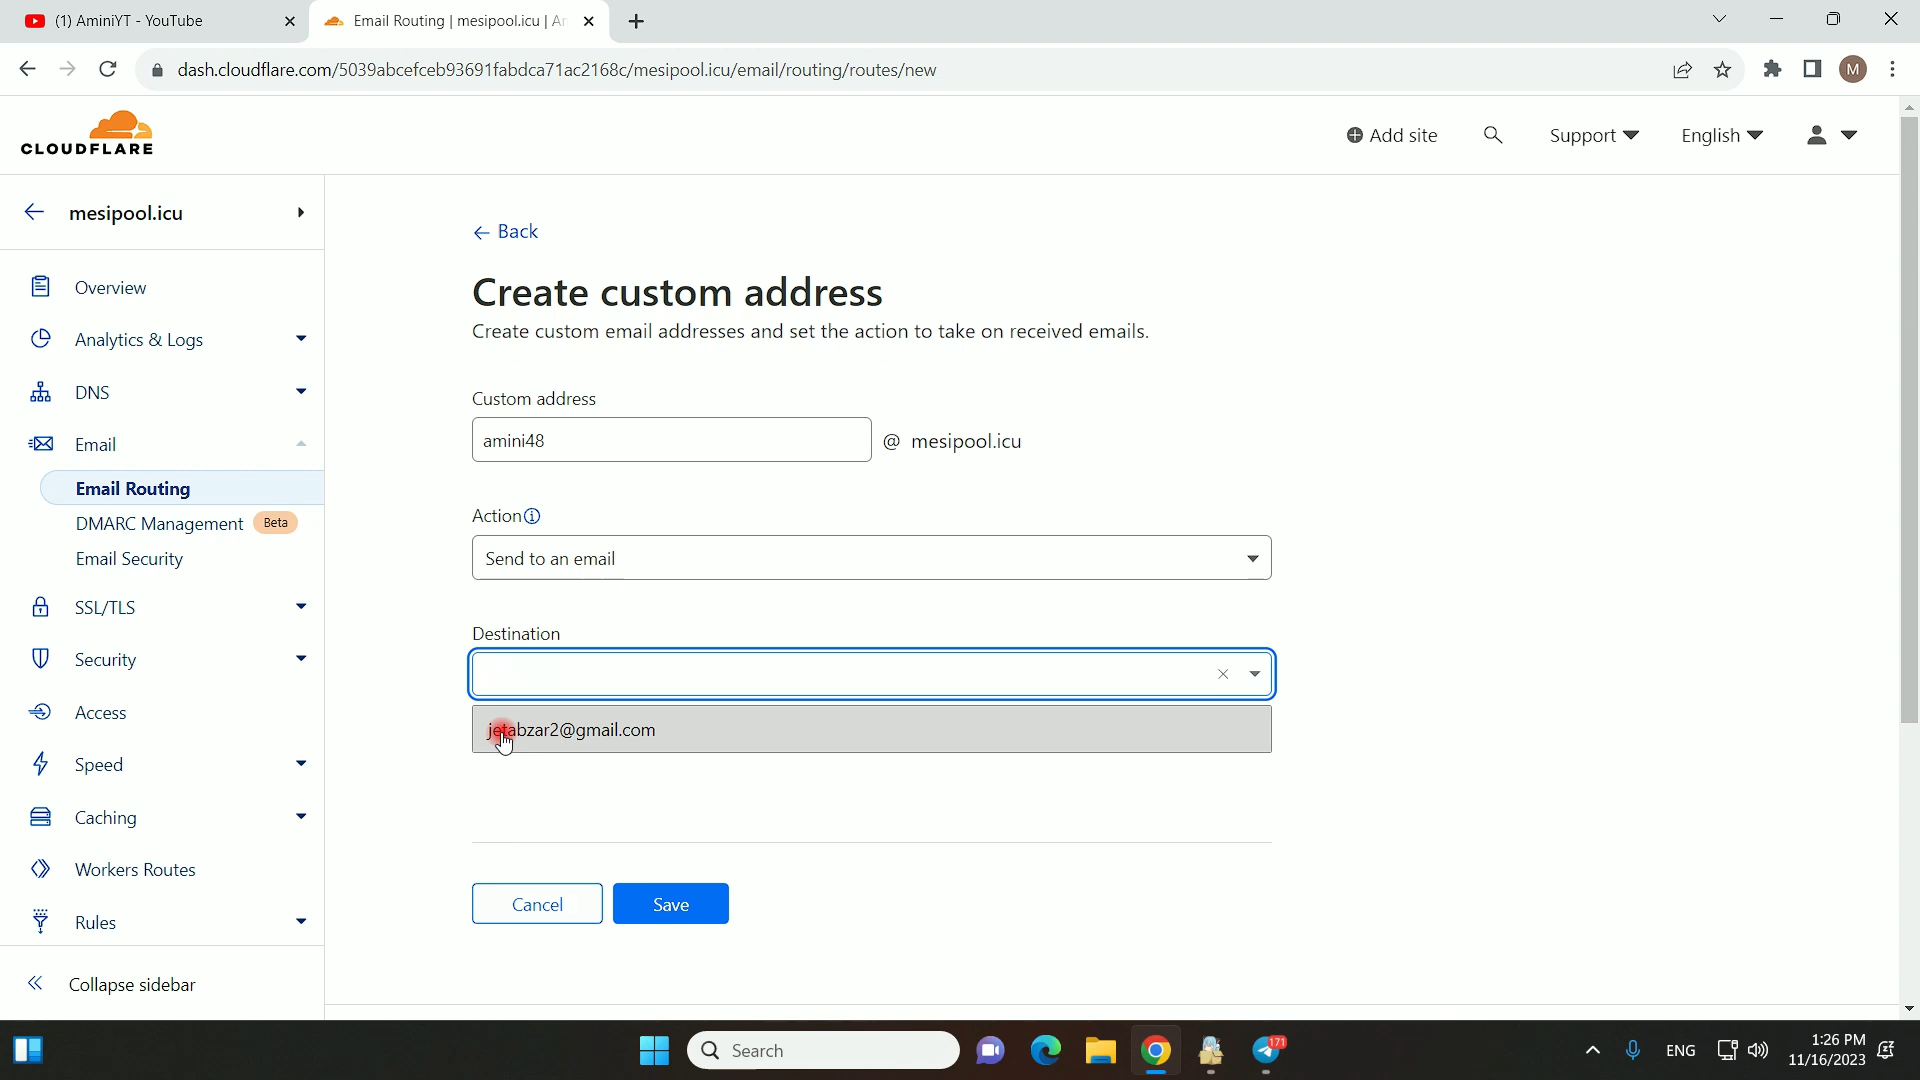 (1) AminiYT - YouTube
Email Routing | mesipool.icu |
dash.cloudflare.com/5039abcefceb93691fabdca71ac2168c/mesipool.icu/email/routing/routes/new
M
CLOUDFLARE
Add site
Support
English
mesipool.icu
Overview
Analytics & Logs
DNS
Email
Email Routing
DMARC Management Beta
Email Security
SSL/TLS
Security
Access
Speed
Caching
Workers Routes
Rules
Collapse sidebar
Back
Create custom address
Create custom email addresses and set the action to take on received emails.
Custom address
amini48 @ mesipool.icu
Action
Send to an email
Destination
jetabzar2@gmail.com
Cancel Save
Search
171
ENG
1:26 PM
11/16/2023